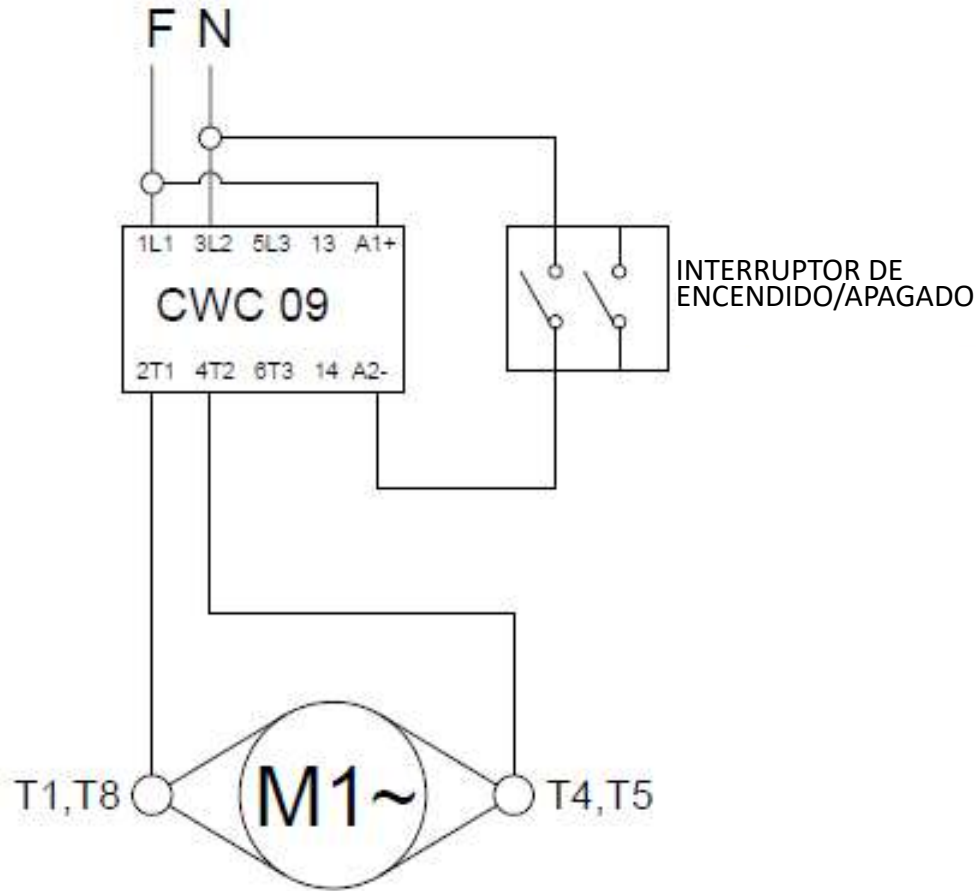 F N
1L1 3L2 5L3 13 A1+
CWC 09
2T1 4T2 6T3 14 A2-
INTERRUPTOR DE
ENCENDIDO/APAGADO
T1,T8 M1~ T4,T5